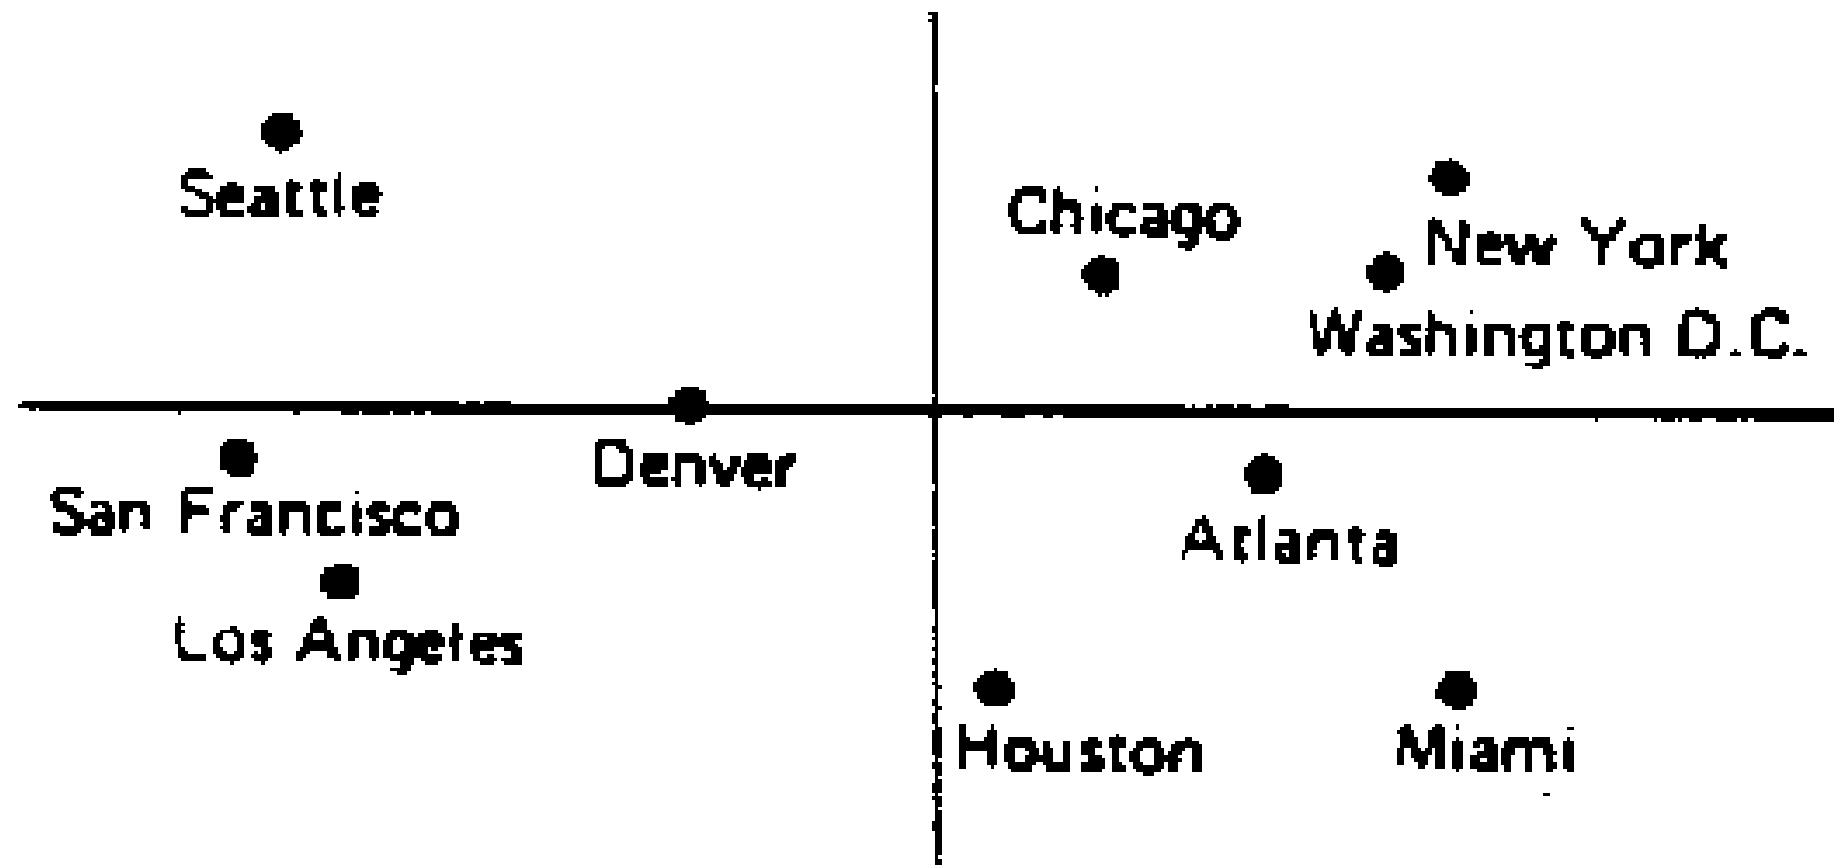 Seattle
Chicago
New York
Washington D.C.
Denver
San Francisco
Atlanta
Los Angeles
Houston
Miami